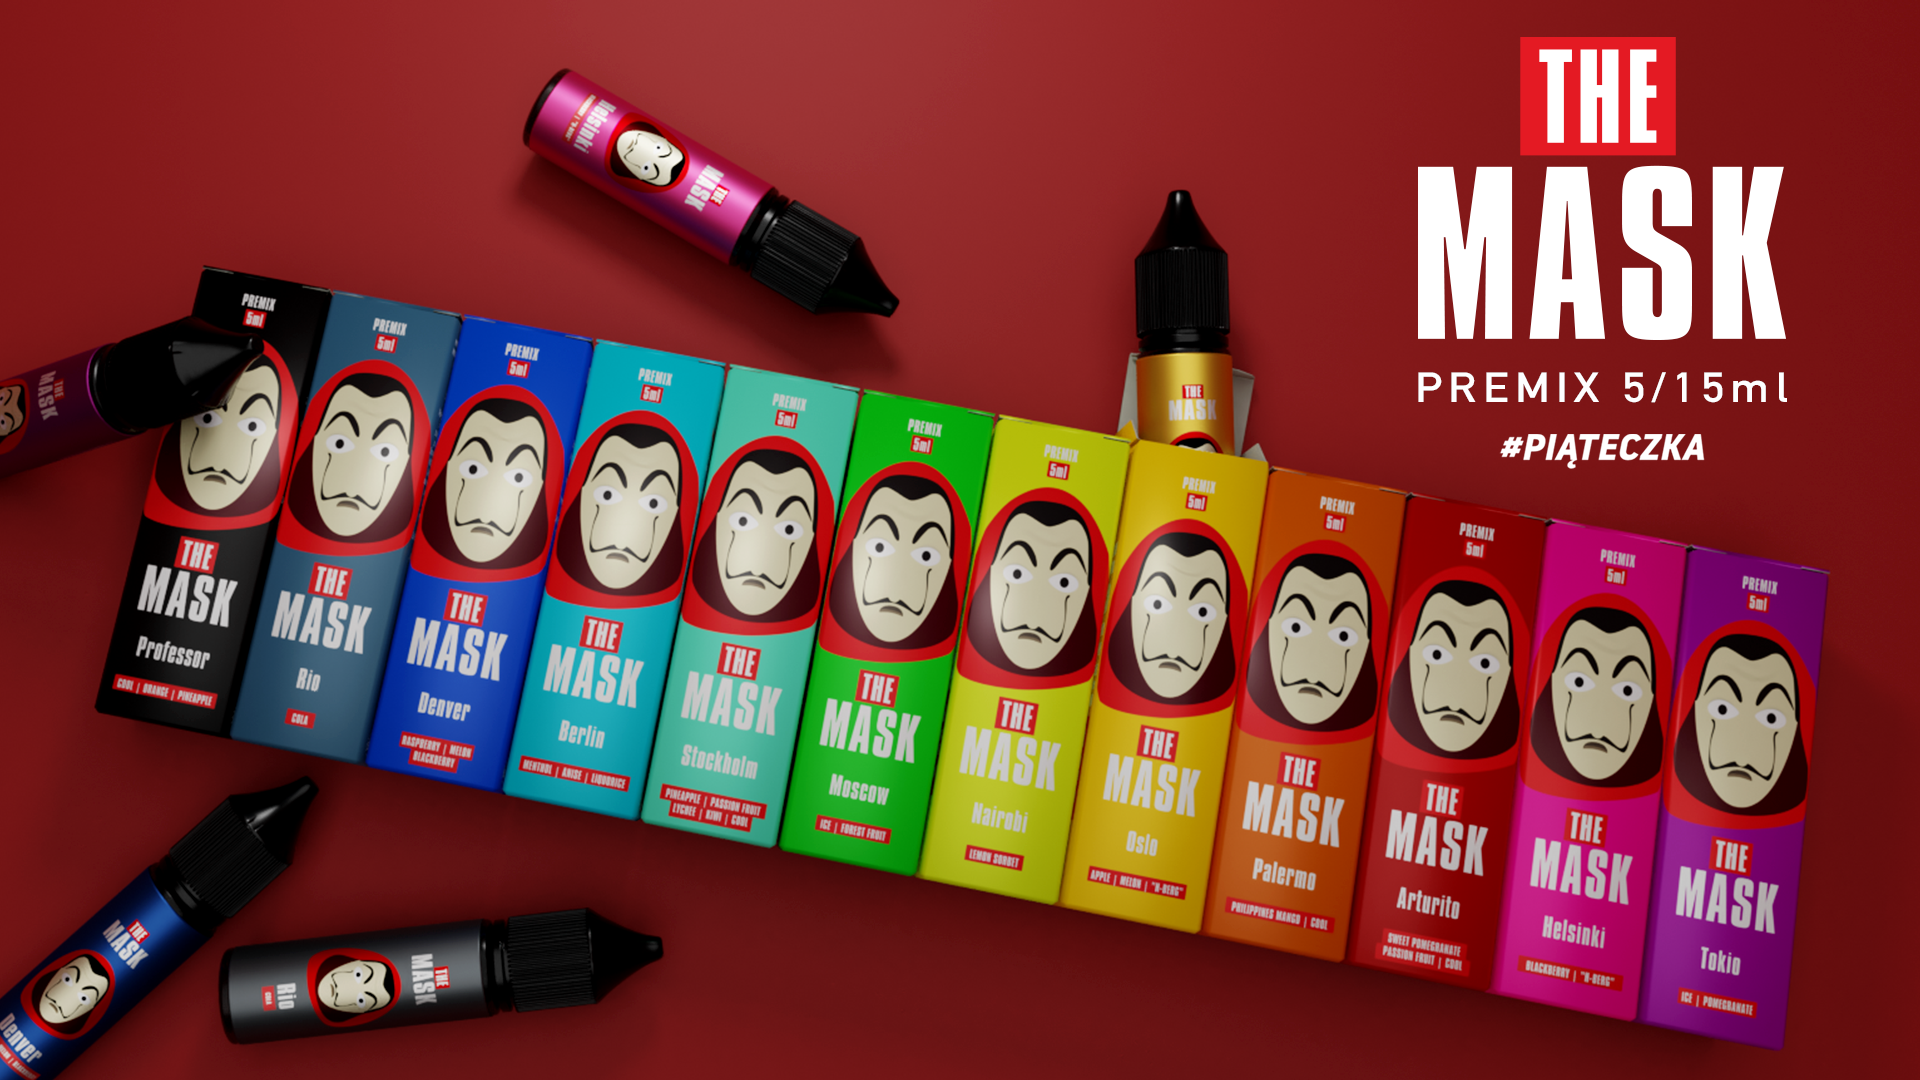 THE
MASK
PREMIX 5/15ml
#PIĄTECZKA
Helsinki
THE
MASK
THE
MASK
THE
MASK
PREMIX
5ml
THE
MASK
Professor
COOL | ORANGE | PINEAPPLE
PREMIX
5ml
THE
MASK
Rio
COLA
PREMIX
5ml
THE
MASK
Denver
RASPBERRY | MELON
BLACKBERRY
PREMIX
5ml
THE
MASK
Berlin
MENTHOL | ANISE | LIQUORICE
PREMIX
5ml
THE
MASK
Stockholm
PINEAPPLE | PASSION FRUIT
LYCHEE | KIWI | COOL
PREMIX
5ml
THE
MASK
Moscow
ICE | FOREST FRUIT
PREMIX
5ml
THE
MASK
Nairobi
LEMON SORBET
PREMIX
5ml
THE
MASK
Oslo
APPLE | MELON | "H-BERG"
PREMIX
5ml
THE
MASK
Palermo
PHILIPPINES MANGO | COOL
PREMIX
5ml
THE
MASK
Arturito
SWEET POMEGRANATE
PASSION FRUIT | COOL
PREMIX
5ml
THE
MASK
Helsinki
BLACKBERRY | "H-BERG"
PREMIX
5ml
THE
MASK
Tokio
ICE | POMEGRANATE
THE
MASK
Denver
THE
MASK
Rio
COLA